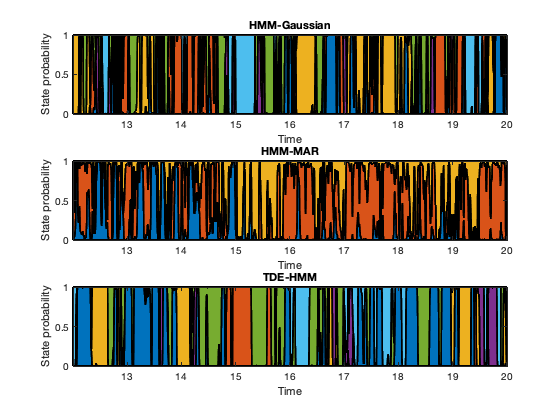 HMM-Gaussian
State probability
1
0.5
0
13 14 15 16 17 18 19 20
Time
HMM-MAR
State probability
1
0.5
0
13 14 15 16 17 18 19 20
Time
TDE-HMM
State probability
1
0.5
0
13 14 15 16 17 18 19 20
Time